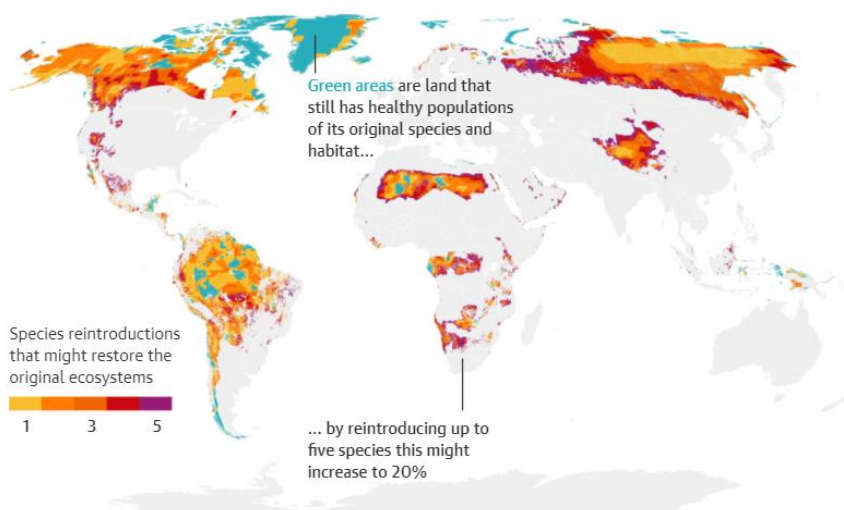 Green areas are land that
still has healthy populations
of its original species and
habitat...
Species reintroductions
that might restore the
original ecosystems
1 3 5
... by reintroducing up to
five species this might
increase to 20%